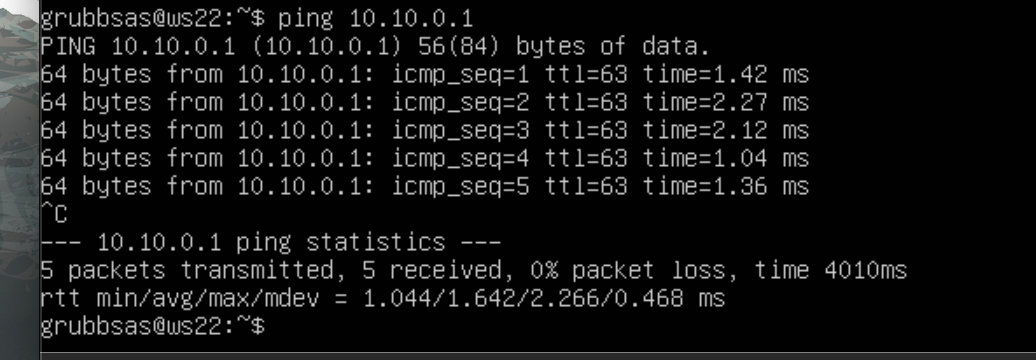 grubbsas@ws22:~$ ping 10.10.0.1
PING 10.10.0.1 (10.10.0.1) 56(84) bytes of data.
64 bytes from 10.10.0.1: icmp_seq=1 ttl=63 time=1.42 ms
64 bytes from 10.10.0.1: icmp_seq=2 ttl=63 time=2.27 ms
64 bytes from 10.10.0.1: icmp_seq=3 ttl=63 time=2.12 ms
64 bytes from 10.10.0.1: icmp_seq=4 ttl=63 time=1.04 ms
64 bytes from 10.10.0.1: icmp_seq=5 ttl=63 time=1.36 ms
^C
--- 10.10.0.1 ping statistics ---
5 packets transmitted, 5 received, 0% packet loss, time 4010ms
rtt min/avg/max/mdev = 1.044/1.642/2.266/0.468 ms
grubbsas@ws22:~$